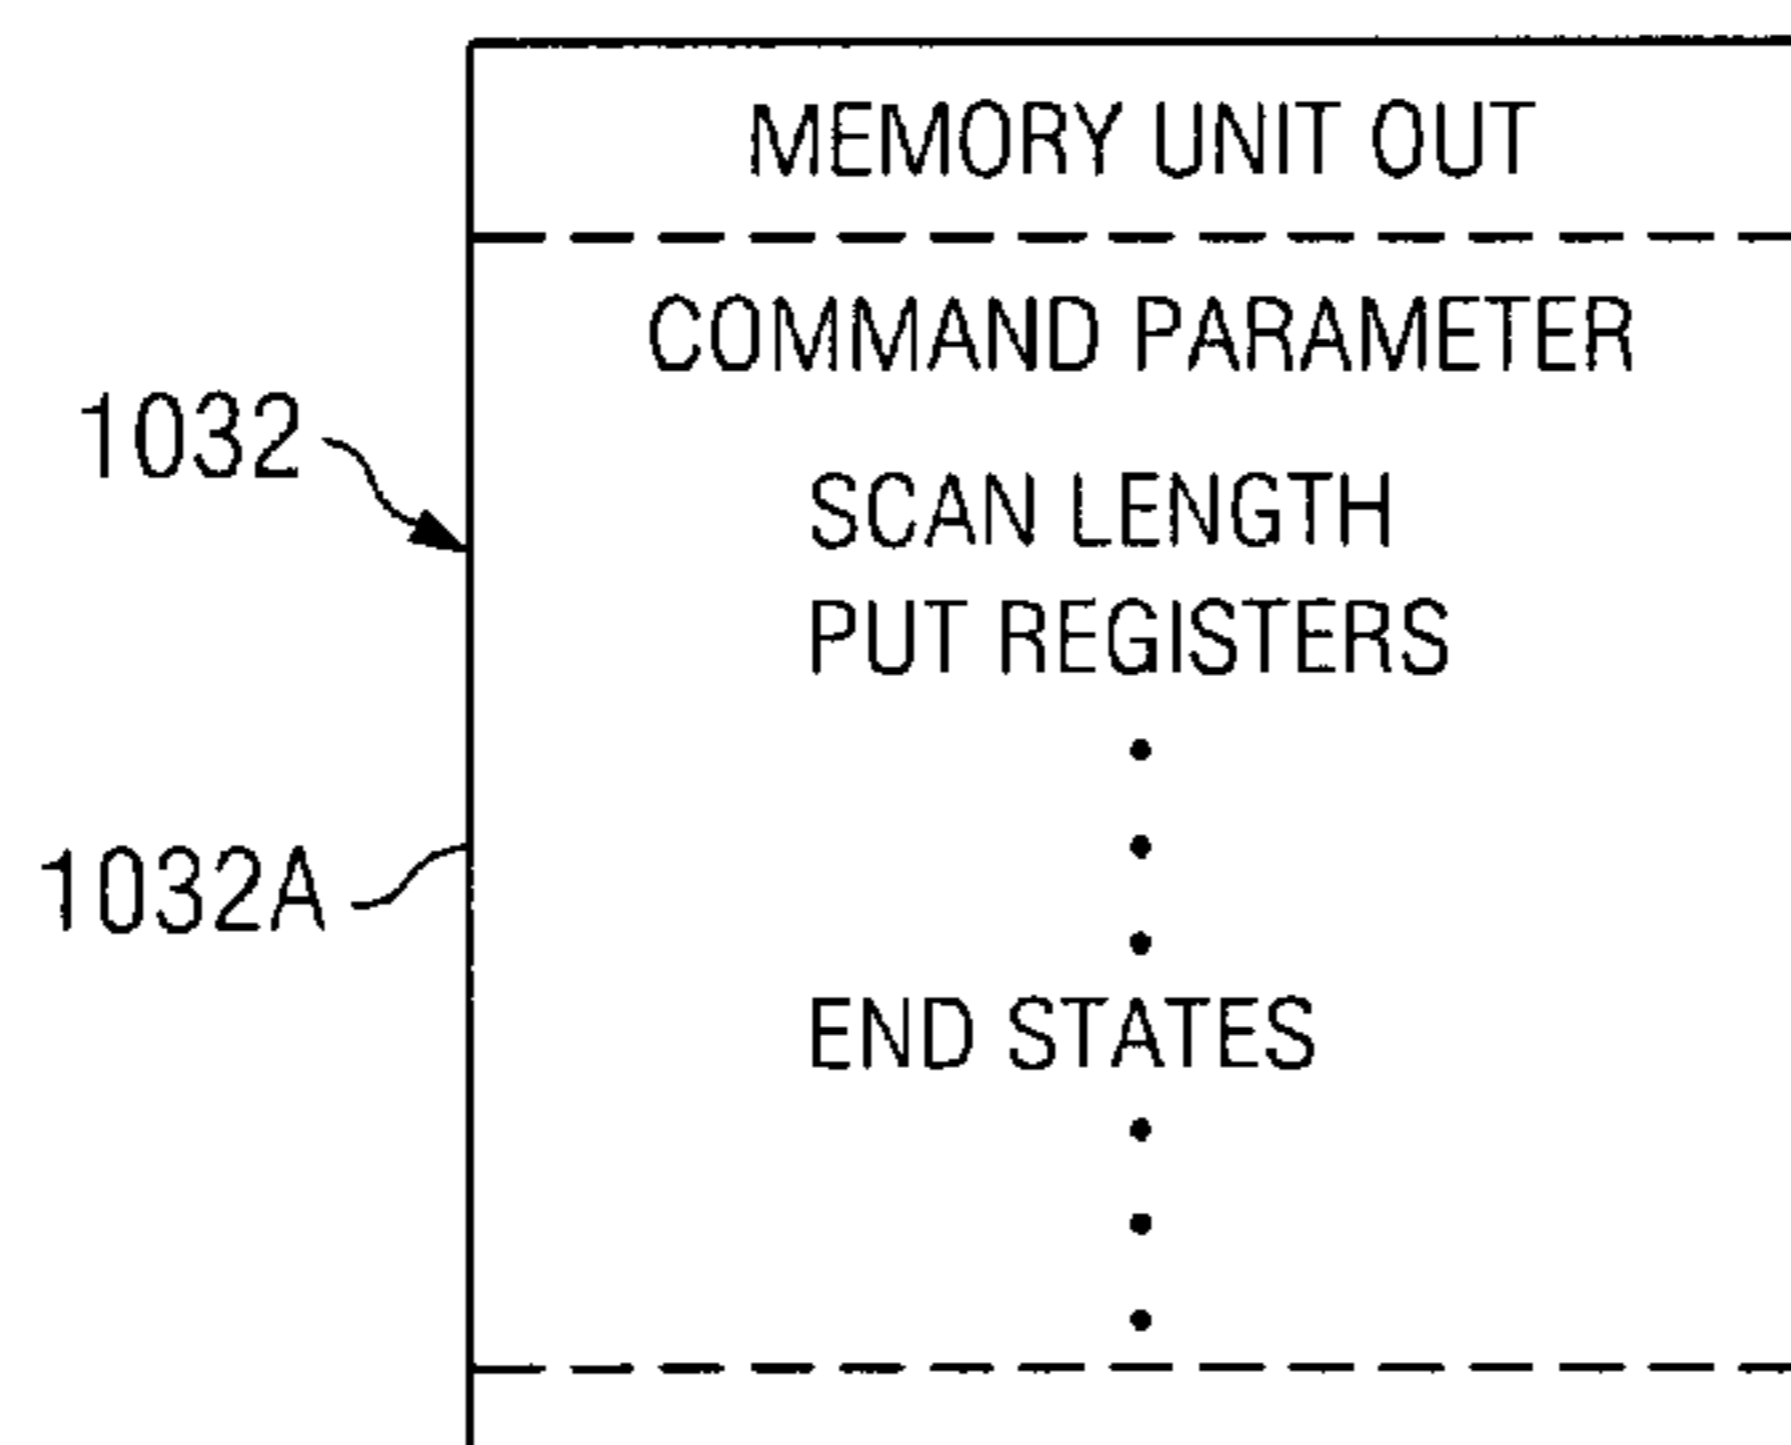 MEMORY UNIT OUT
COMMAND PARAMETER
1032
SCAN LENGTH
PUT REGISTERS
1032A
END STATES